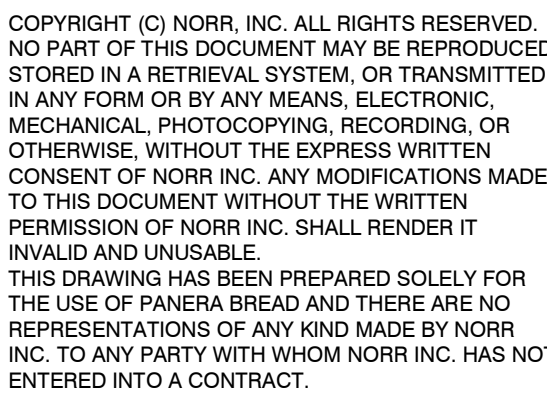 COPYRIGHT (C) NORR, INC. ALL RIGHTS RESERVED.
NO PART OF THIS DOCUMENT MAY BE REPRODUCED
STORED IN A RETRIEVAL SYSTEM, OR TRANSMITTED
IN ANY FORM OR BY ANY MEANS, ELECTRONIC,
MECHANICAL, PHOTOCOPYING, RECORDING, OR
OTHERWISE, WITHOUT THE EXPRESS WRITTEN
CONSENT OF NORR INC. ANY MODIFICATIONS MADE
TO THIS DOCUMENT WITHOUT THE WRITTEN
PERMISSION OF NORR INC. SHALL RENDER IT
INVALID AND UNUSABLE.
THIS DRAWING HAS BEEN PREPARED SOLELY FOR
THE USE OF PANERA BREAD AND THERE ARE NO
REPRESENTATIONS OF ANY KIND MADE BY NORR
INC. TO ANY PARTY WITH WHOM NORR INC. HAS NOT
ENTERED INTO A CONTRACT.